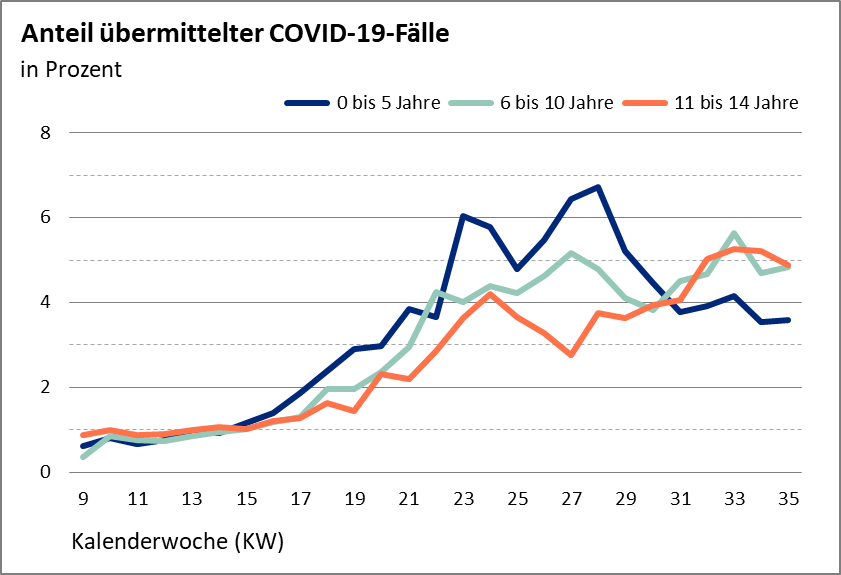 Anteil übermittelter COVID-19-Fälle
in Prozent
0 bis 5 Jahre 6 bis 10 Jahre 11 bis 14 Jahre
8
6
4
2
0
9 11 13 15 17 19 21 23 25 27 29 31 33 35
Kalenderwoche (KW)